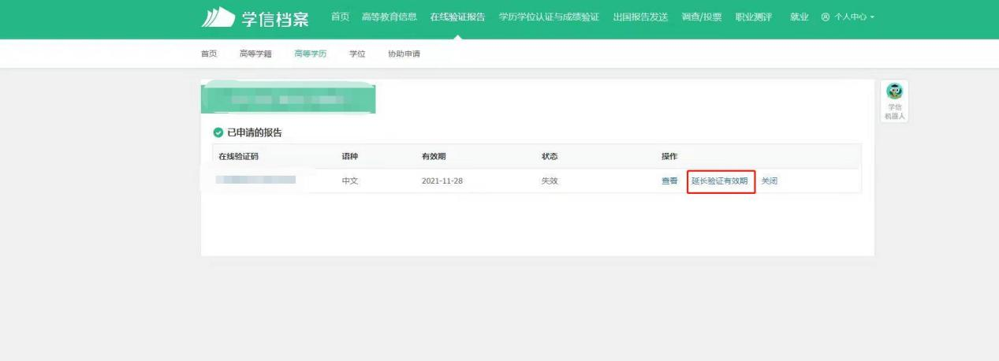 学信档案 首页 高等教育信息 在线验证报告 学历学位认证与成绩验证 出国报告发送 调查/投票 职业测评 就业 个人中心
首页 高等学籍 高等学历 学位 协助申请
学信
机器人
已申请的报告
在线验证码 语种 有效期 状态 操作
中文 2021-11-28 失效 查看 延长验证有效期 关闭